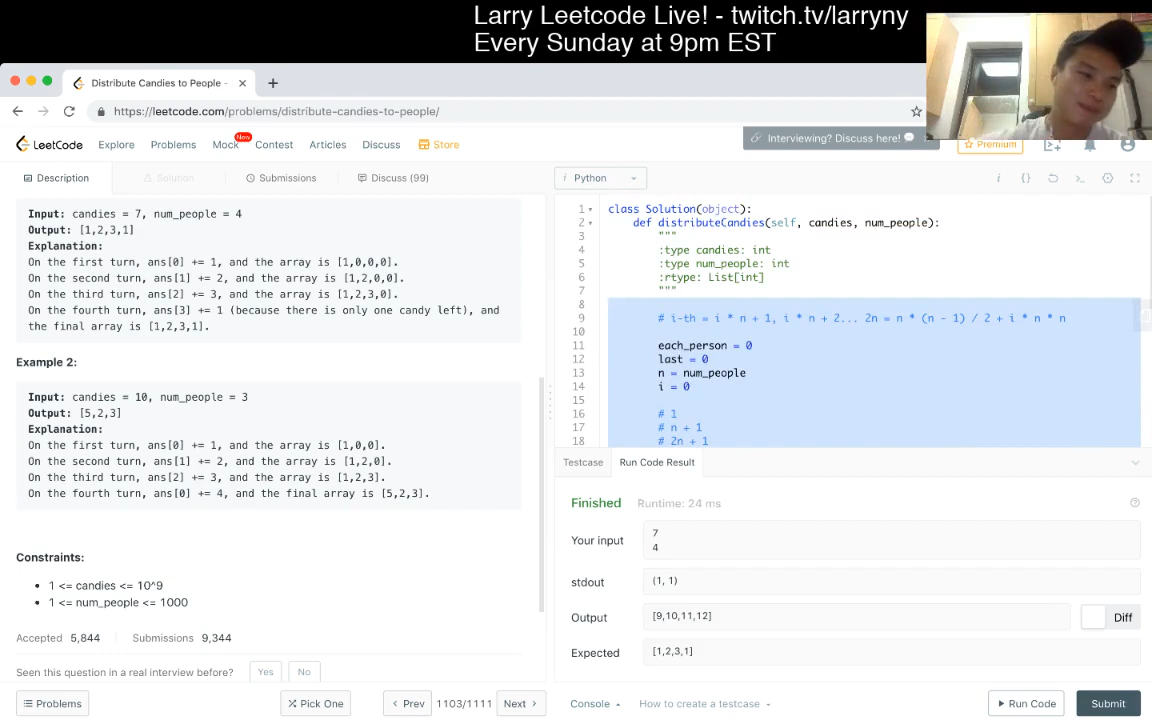 Larry Leetcode Live! - twitch.tv/larryny
Every Sunday at 9pm EST
Distribute Candies to People -
https://leetcode.com/problems/distribute-candies-to-people/
LeetCode Explore Problems Mock New Contest Articles Discuss Store
Interviewing? Discuss here!
Premium
Description Solution Submissions Discuss (99)
Input: candies = 7, num_people = 4
Output: [1,2,3,1]
Explanation:
On the first turn, ans[0] += 1, and the array is [1,0,0,0].
On the second turn, ans[1] += 2, and the array is [1,2,0,0].
On the third turn, ans[2] += 3, and the array is [1,2,3,0].
On the fourth turn, ans[3] += 1 (because there is only one candy left), and
the final array is [1,2,3,1].
Example 2:
Input: candies = 10, num_people = 3
Output: [5,2,3]
Explanation:
On the first turn, ans[0] += 1, and the array is [1,0,0].
On the second turn, ans[1] += 2, and the array is [1,2,0].
On the third turn, ans[2] += 3, and the array is [1,2,3].
On the fourth turn, ans[0] += 4, and the final array is [5,2,3].
Constraints:
• 1 <= candies <= 10^9
• 1 <= num_people <= 1000
Accepted 5,844 Submissions 9,344
Seen this question in a real interview before? Yes No
Problems Pick One Prev 1103/1111 Next
i Python
1 class Solution(object):
2 def distributeCandies(self, candies, num_people):
3 """
4 :type candies: int
5 :type num_people: int
6 :rtype: List[int]
7 """
8
9 # i-th = i * n + 1, i * n + 2... 2n = n * (n - 1) / 2 + i * n * n
10
11 each_person = 0
12 last = 0
13 n = num_people
14 i = 0
15
16 # 1
17 # n + 1
18 # 2n + 1
Testcase Run Code Result
Finished Runtime: 24 ms
Your input
7
4
stdout (1, 1)
Output [9,10,11,12] Diff
Expected [1,2,3,1]
Console How to create a testcase Run Code Submit